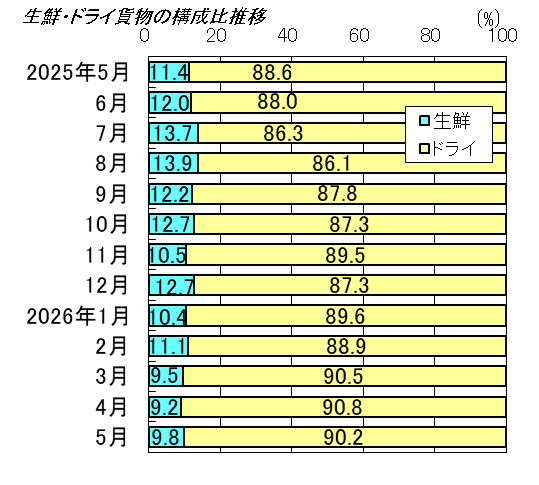 生鮮・ドライ貨物の構成比推移
(%)
0 20 40 60 80 100
2025年5月 11.4 88.6
6月 12.0 88.0
7月 13.7 86.3
8月 13.9 86.1
9月 12.2 87.8
10月 12.7 87.3
11月 10.5 89.5
12月 12.7 87.3
2026年1月 10.4 89.6
2月 11.1 88.9
3月 9.5 90.5
4月 9.2 90.8
5月 9.8 90.2
生鮮
ドライ